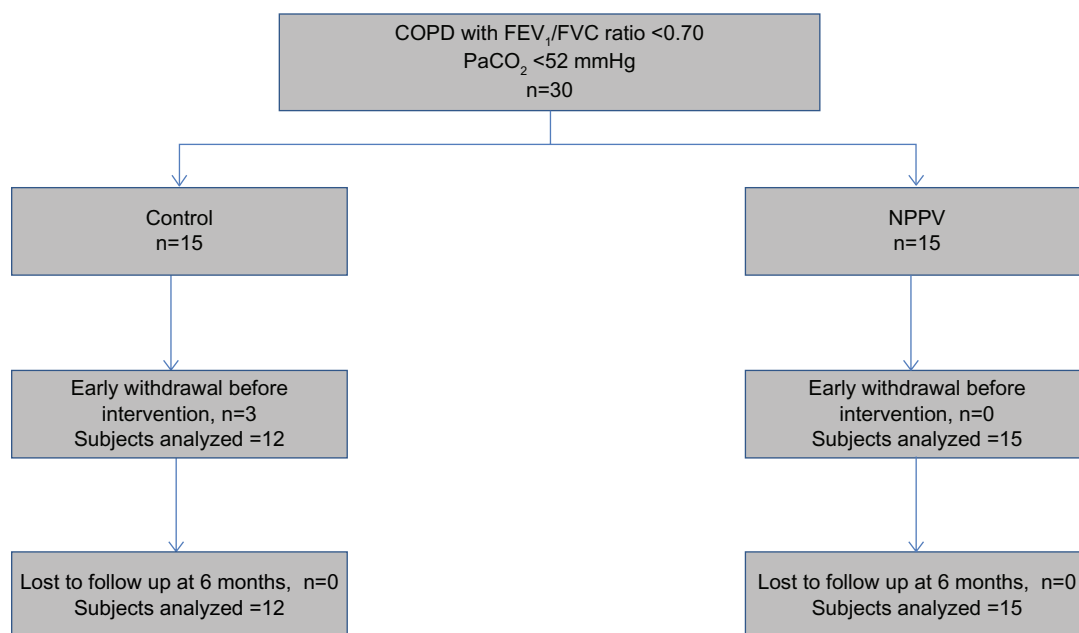 COPD with FEV₁/FVC ratio <0.70
PaCO₂ <52 mmHg
n=30
Control
n=15
NPPV
n=15
Early withdrawal before
intervention, n=3
Subjects analyzed =12
Early withdrawal before
intervention, n=0
Subjects analyzed =15
Lost to follow up at 6 months,  n=0
Subjects analyzed =12
Lost to follow up at 6 months,  n=0
Subjects analyzed =15